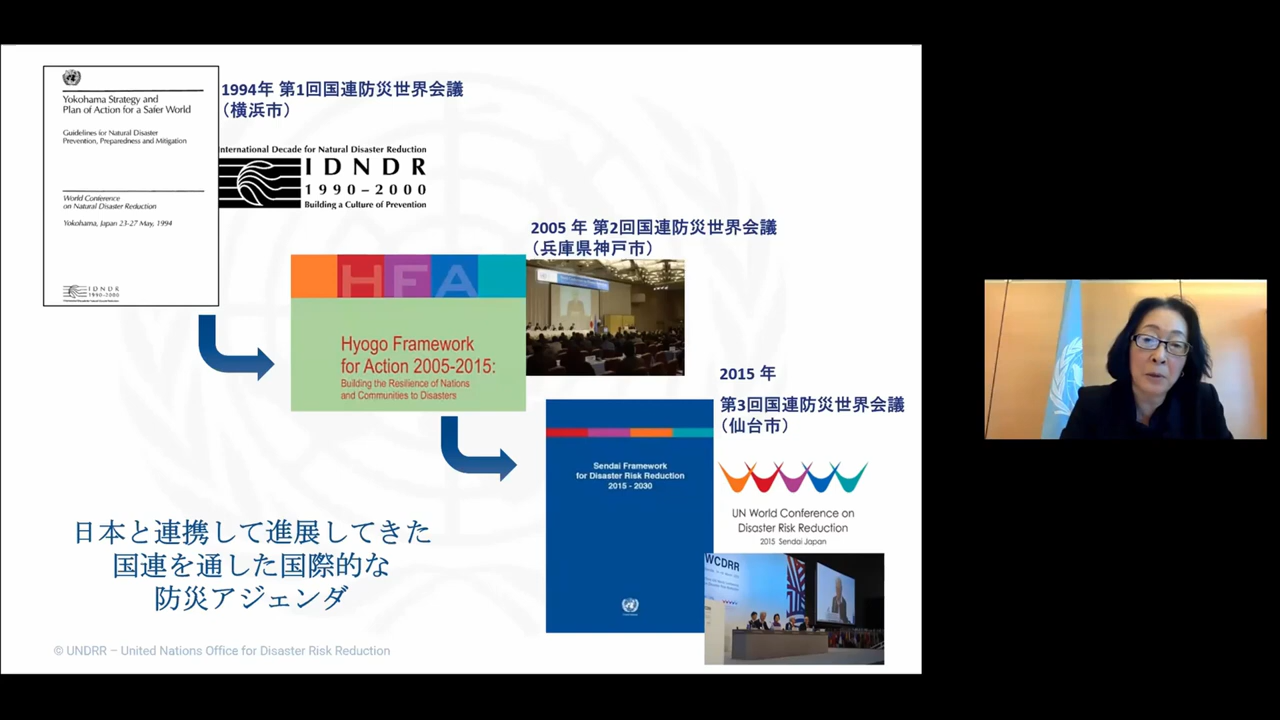 Yokohama Strategy and
Plan of Action for a Safer World
Guidelines for Natural Disaster
Prevention, Preparedness and Mitigation
World Conference
on Natural Disaster Reduction
Yokohama, Japan 23-27 May, 1994
IDNDR
1990-2000
1994年 第1回国連防災世界会議
（横浜市）
International Decade for Natural Disaster Reduction
IDNDR
1990–2000
Building a Culture of Prevention
2005 年 第2回国連防災世界会議
（兵庫県神戸市）
HFA
Hyogo Framework
for Action 2005-2015:
Building the Resilience of Nations
and Communities to Disasters
2015 年
第3回国連防災世界会議
（仙台市）
Sendai Framework
for Disaster Risk Reduction
2015 - 2030
UN World Conference on
Disaster Risk Reduction
2015 Sendai Japan
WCDRR
日本と連携して進展してきた
国連を通した国際的な
防災アジェンダ
© UNDRR – United Nations Office for Disaster Risk Reduction